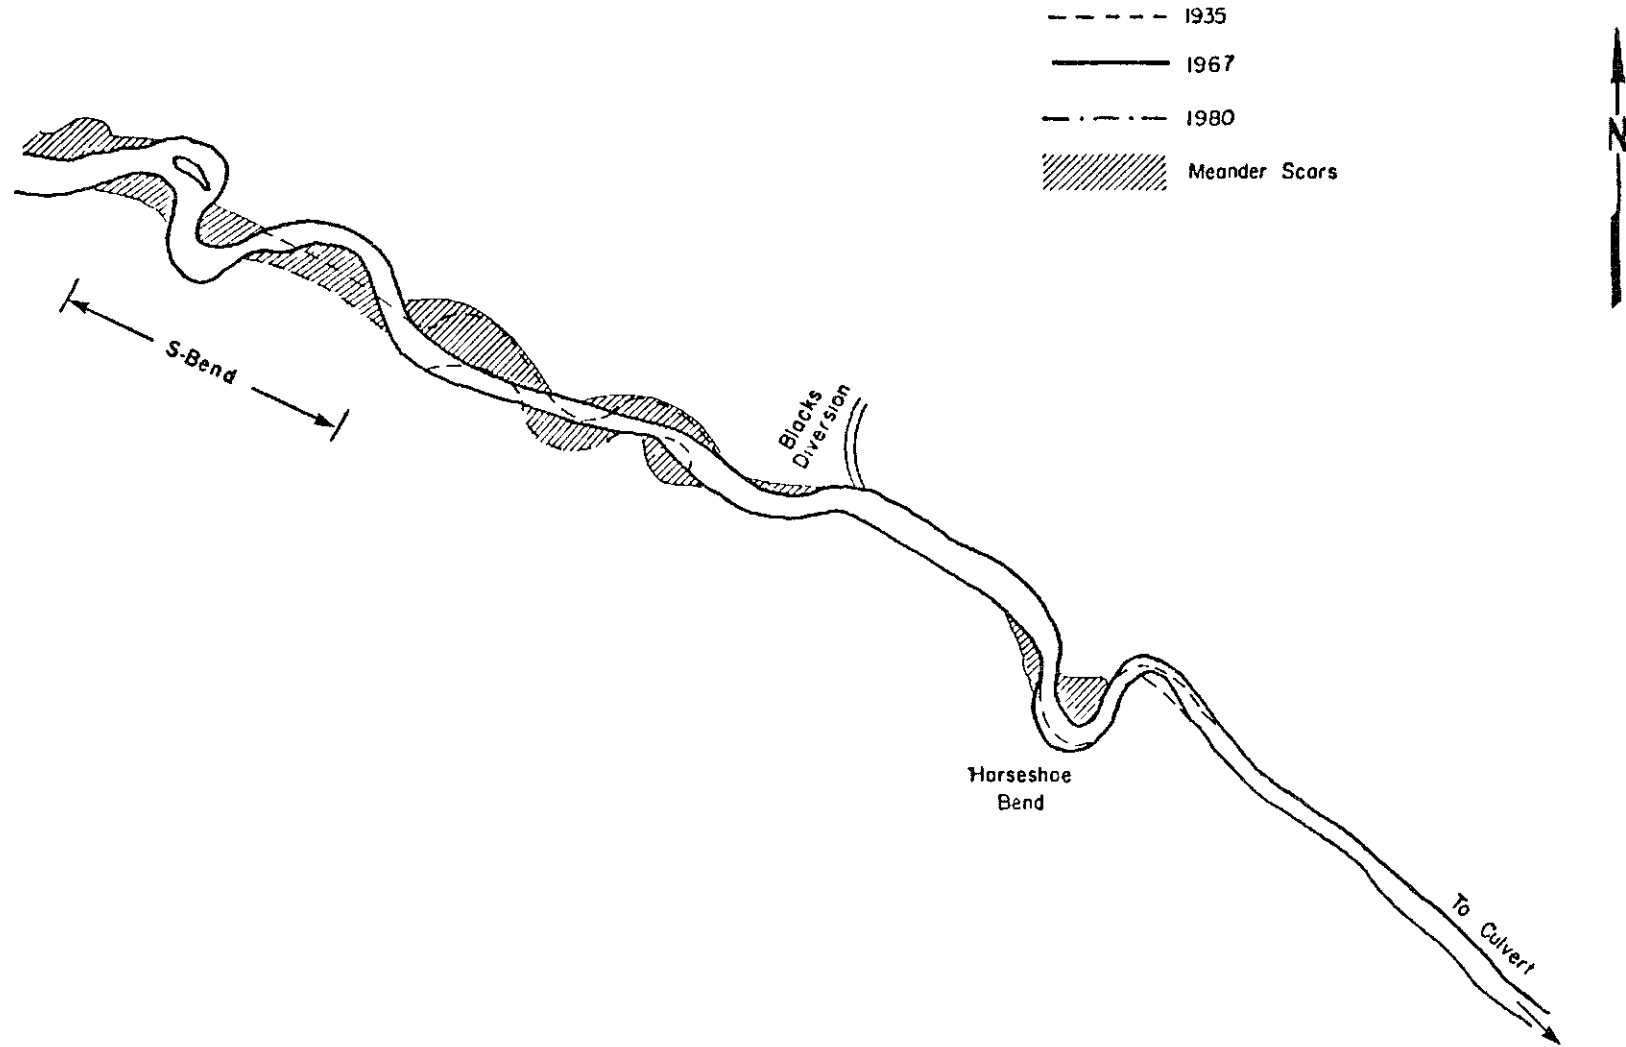 1935
1967
1980
Meander Scars
N
S-Bend
Blacks
Diversion
Horseshoe
Bend
To Culvert